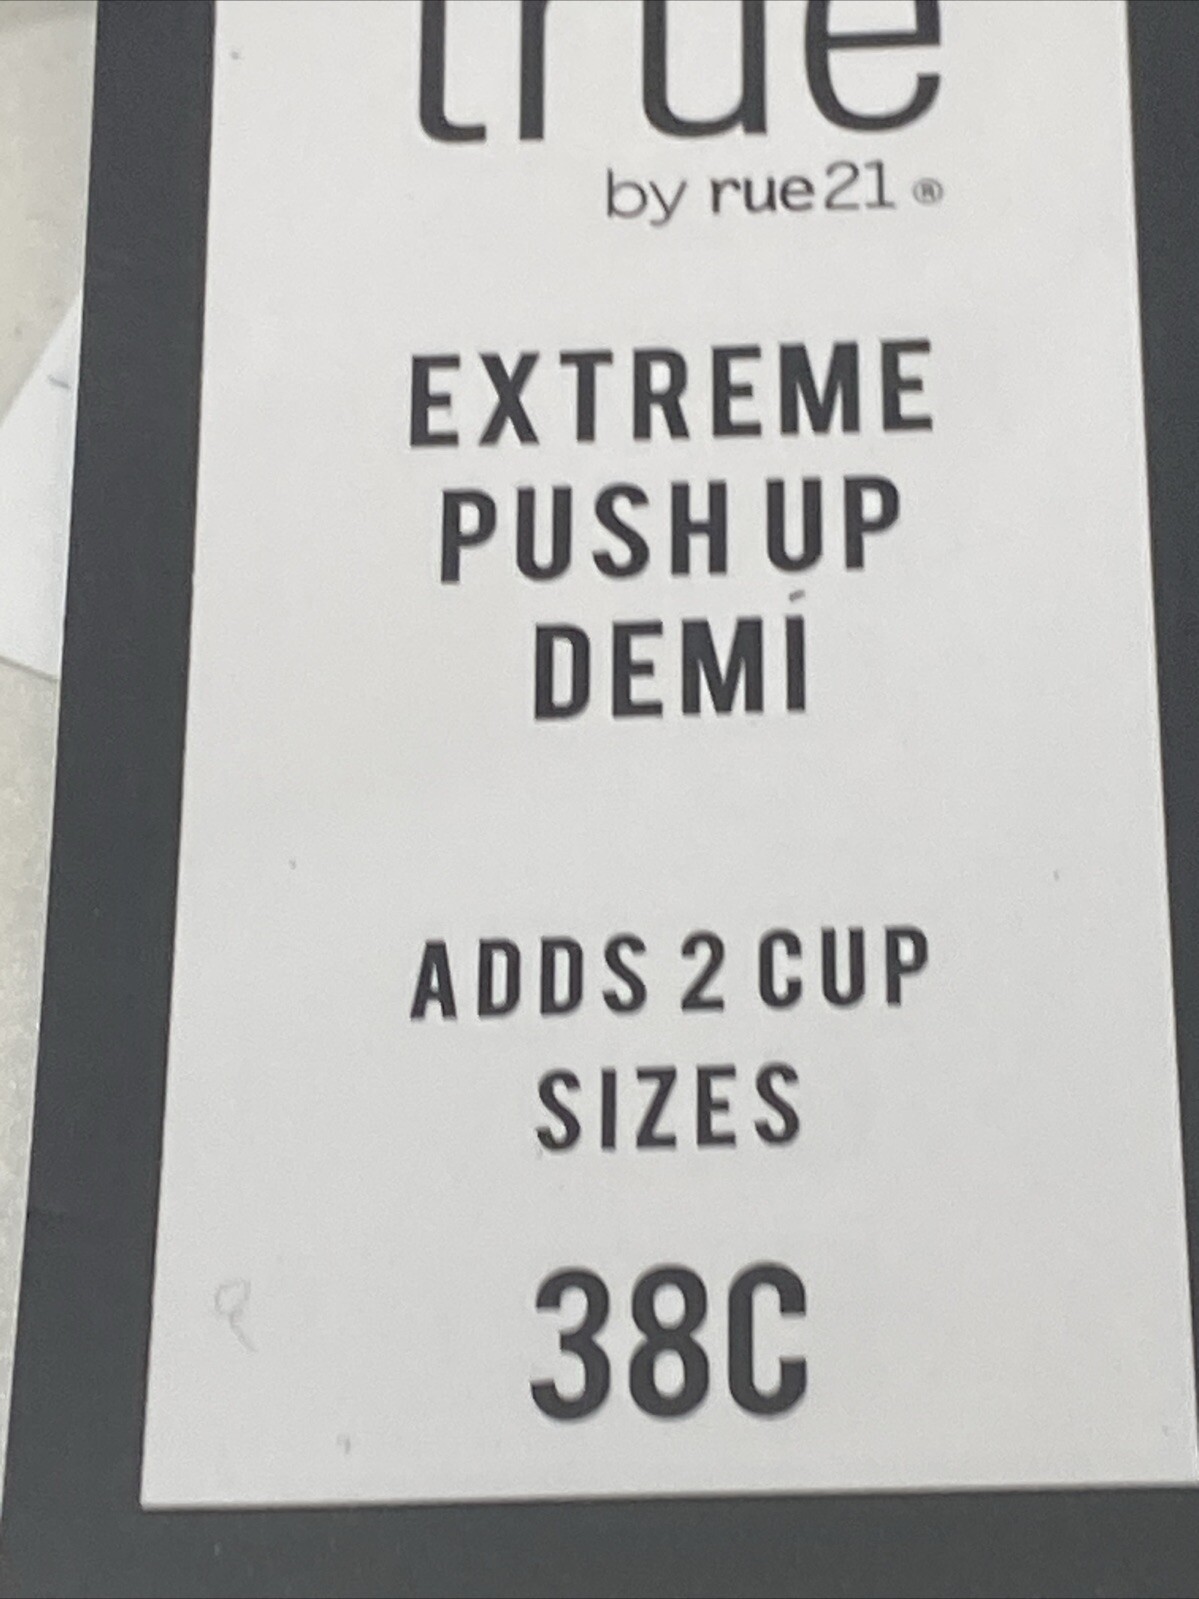 true
by rue21®
EXTREME
PUSH UP
DEMI
ADDS 2 CUP
SIZES
38C